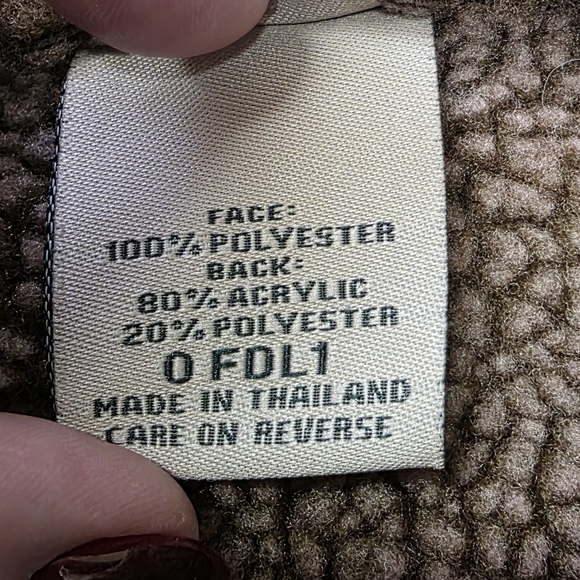 FACE:
100% POLYESTER
BACK:
80% ACRYLIC
20% POLYESTER
0 FDL1
MADE IN THAILAND
CARE ON REVERSE